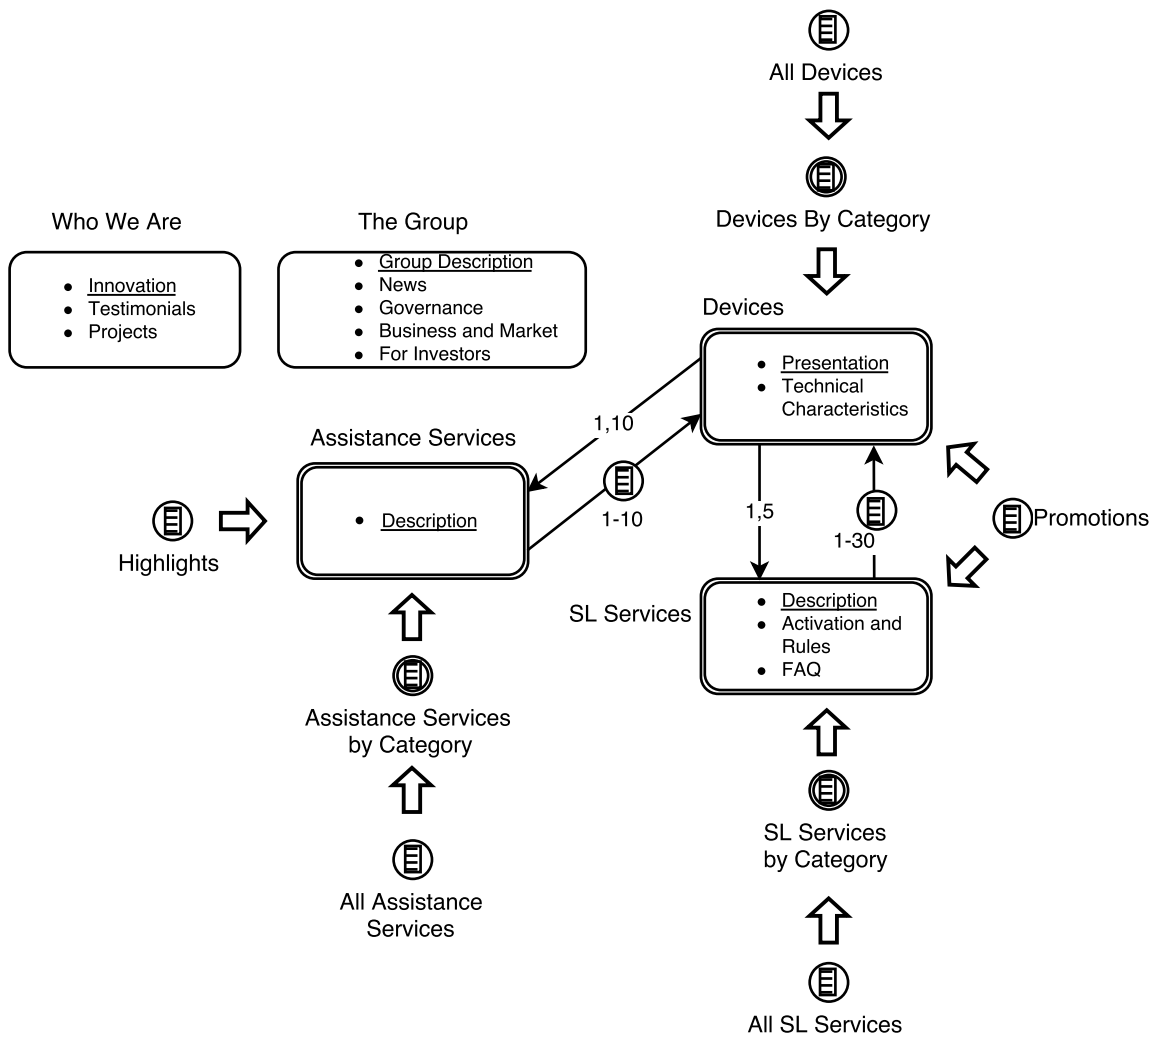 All Devices
Devices By Category
Who We Are
Innovation
Testimonials
Projects
The Group
Group Description
News
Governance
Business and Market
For Investors
Devices
Presentation
Technical
Characteristics
1,10
Assistance Services
Description
1-10
1,5
1-30
Promotions
Highlights
SL Services
Description
Activation and
Rules
FAQ
Assistance Services
by Category
All Assistance
Services
SL Services
by Category
All SL Services